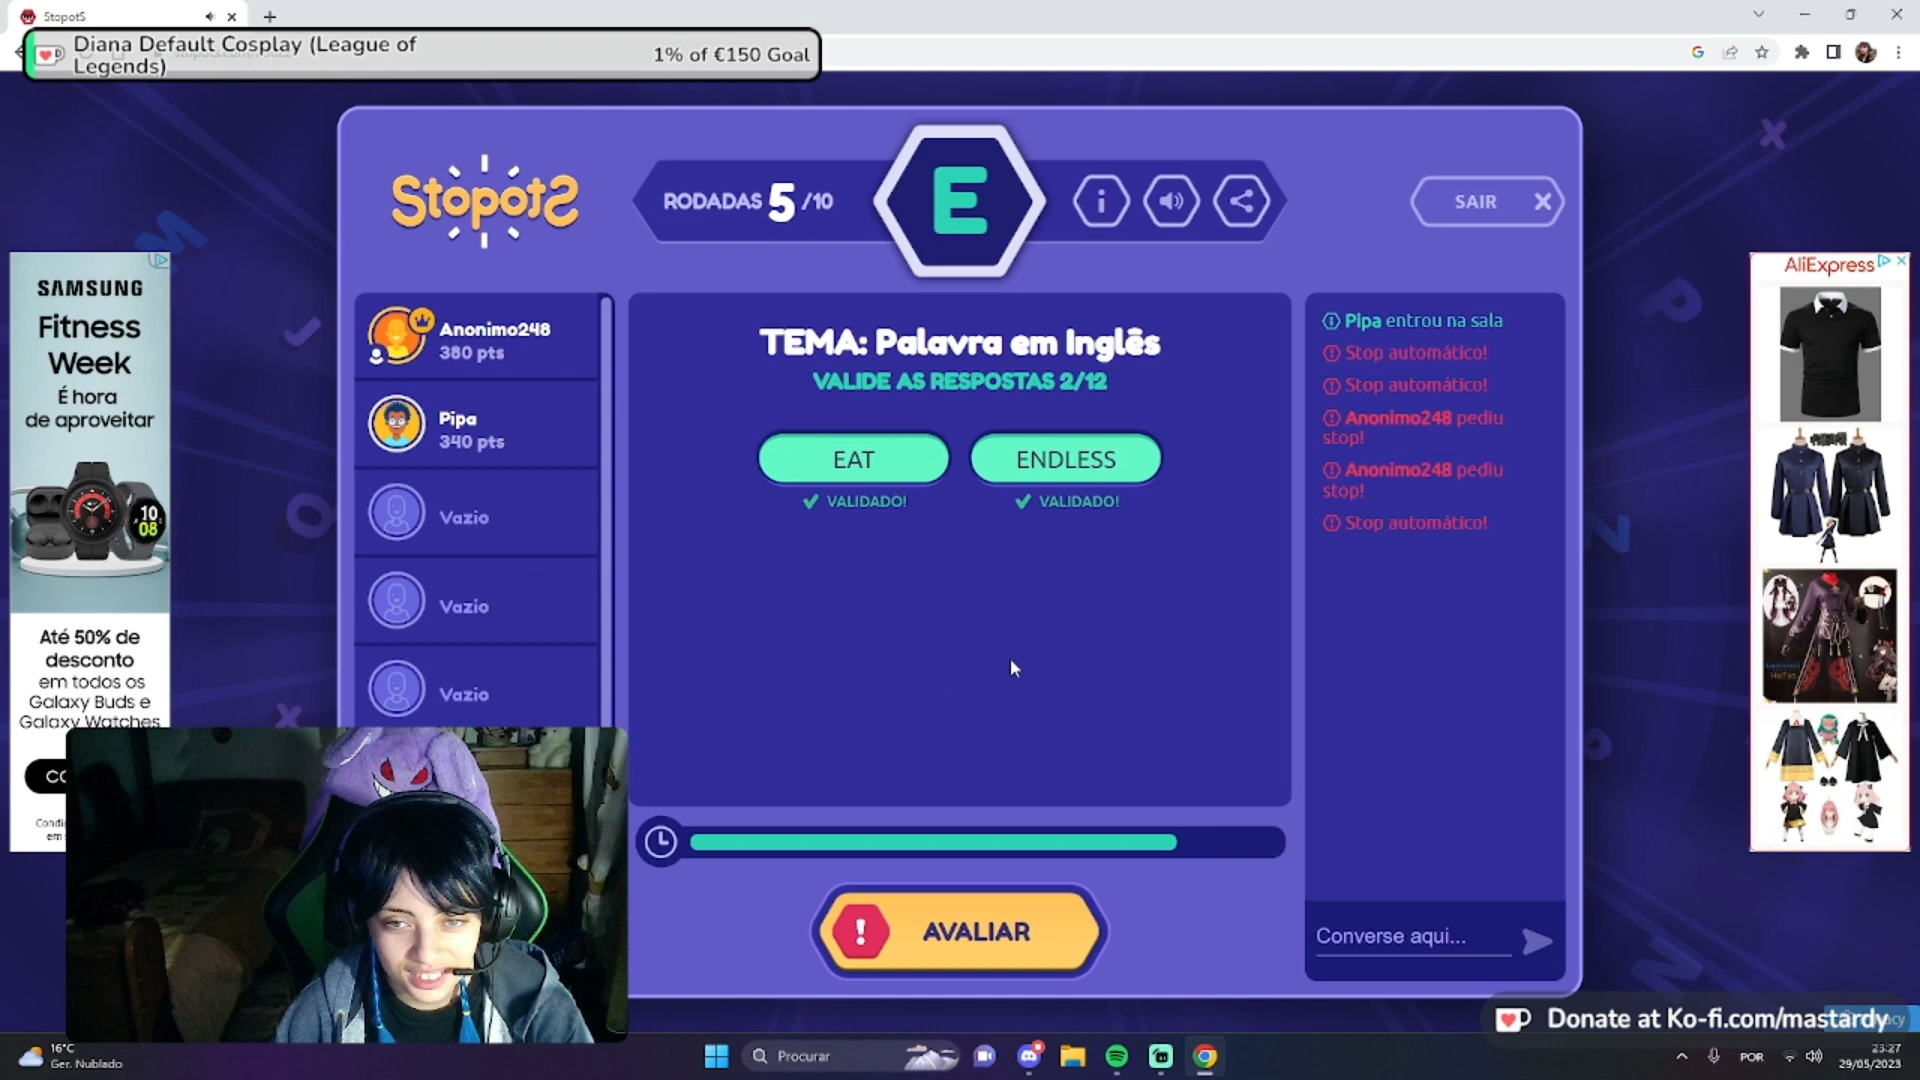 StopotS
Diana Default Cosplay (League of
Legends)
1% of €150 Goal
StopotS
RODADAS 5 /10
E
SAIR
Anonimo248
380 pts
Pipa
340 pts
Vazio
Vazio
Vazio
TEMA: Palavra em Inglês
VALIDE AS RESPOSTAS 2/12
EAT
ENDLESS
VALIDADO!
VALIDADO!
AVALIAR
Pipa entrou na sala
Stop automático!
Stop automático!
Anonimo248 pediu
stop!
Anonimo248 pediu
stop!
Stop automático!
Converse aqui...
SAMSUNG
Fitness
Week
É hora
de aproveitar
10
08
Até 50% de
desconto
em todos os
Galaxy Buds e
Galaxy Watches
AliExpress
Donate at Ko-fi.com/mastardy
16°C
Ger. Nublado
Procurar
POR
23:27
29/05/2023